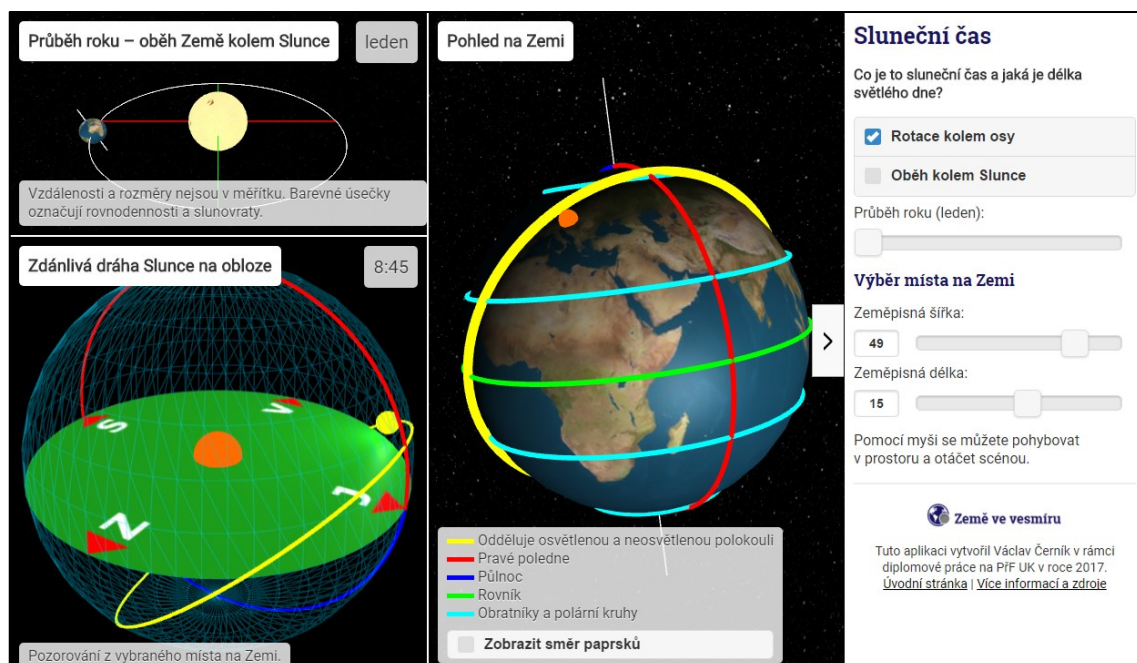 Průběh roku – oběh Země kolem Slunce
leden
Vzdálenosti a rozměry nejsou v měřítku. Barevné úsečky
označují rovnodennosti a slunovraty.
Zdánlivá dráha Slunce na obloze
8:45
S
V
Z
J
Pozorování z vybraného místa na Zemi.
Pohled na Zemi
Odděluje osvětlenou a neosvětlenou polokouli
Pravé poledne
Půlnoc
Rovník
Obratníky a polární kruhy
Zobrazit směr paprsků
Sluneční čas
Co je to sluneční čas a jaká je délka
světlého dne?
Rotace kolem osy
Oběh kolem Slunce
Průběh roku (leden):
Výběr místa na Zemi
Zeměpisná šířka:
49
Zeměpisná délka:
15
Pomocí myši se můžete pohybovat
v prostoru a otáčet scénou.
Země ve vesmíru
Tuto aplikaci vytvořil Václav Černík v rámci
diplomové práce na PřF UK v roce 2017.
Úvodní stránka | Více informací a zdroje